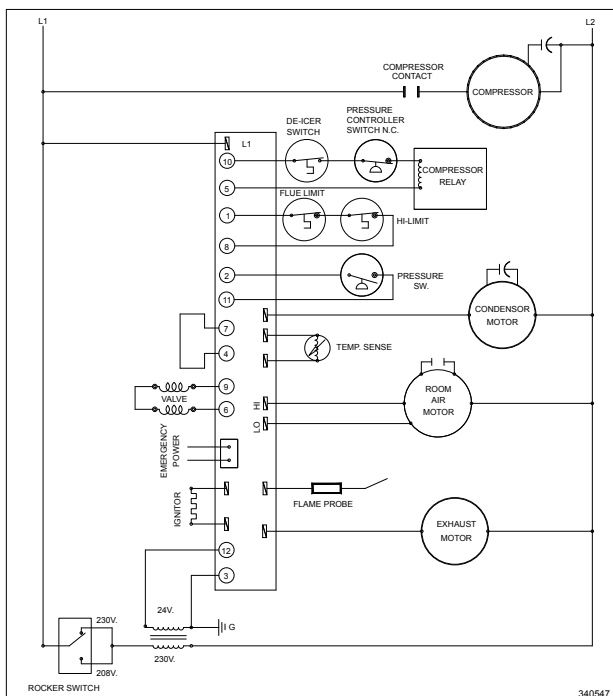 L1
L2
COMPRESSOR
CONTACT
COMPRESSOR
PRESSURE
CONTROLLER
SWITCH N.C.
DE-ICER
SWITCH
L1
10
COMPRESSOR
RELAY
5
FLUE LIMIT
1
HI-LIMIT
8
2
PRESSURE
SW.
11
CONDENSOR
MOTOR
7
4
TEMP. SENSE
9
VALVE
6
HI
LO
ROOM
AIR
MOTOR
EMERGENCY
POWER
IGNITOR
FLAME PROBE
EXHAUST
MOTOR
12
3
24V.
G
230V.
230V.
208V.
ROCKER SWITCH
340547